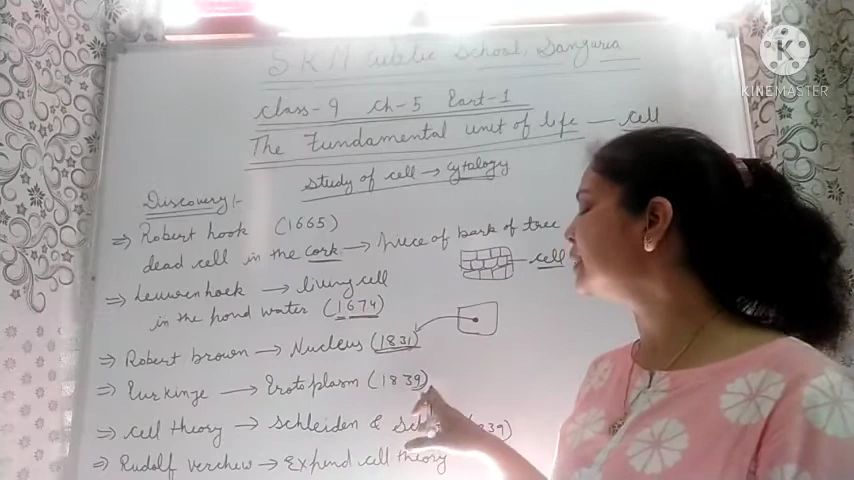 S K M Public School, Sangaria
class-9 ch-5 Part-1
The Fundamental unit of life — cell
study of cell → cytology
Discovery:-
⇒ Robert hook (1665)
dead cell in the cork → piece of bark of tree
cell
⇒ Leuwenhoek → living cell
in the pond water (1674)
⇒ Robert brown → Nucleus (1831)
⇒ Purkinje → Protoplasm (1839)
⇒ cell theory → schleiden & 839)
⇒ Rudolf verchew → Expend cell theory
KINEMASTER